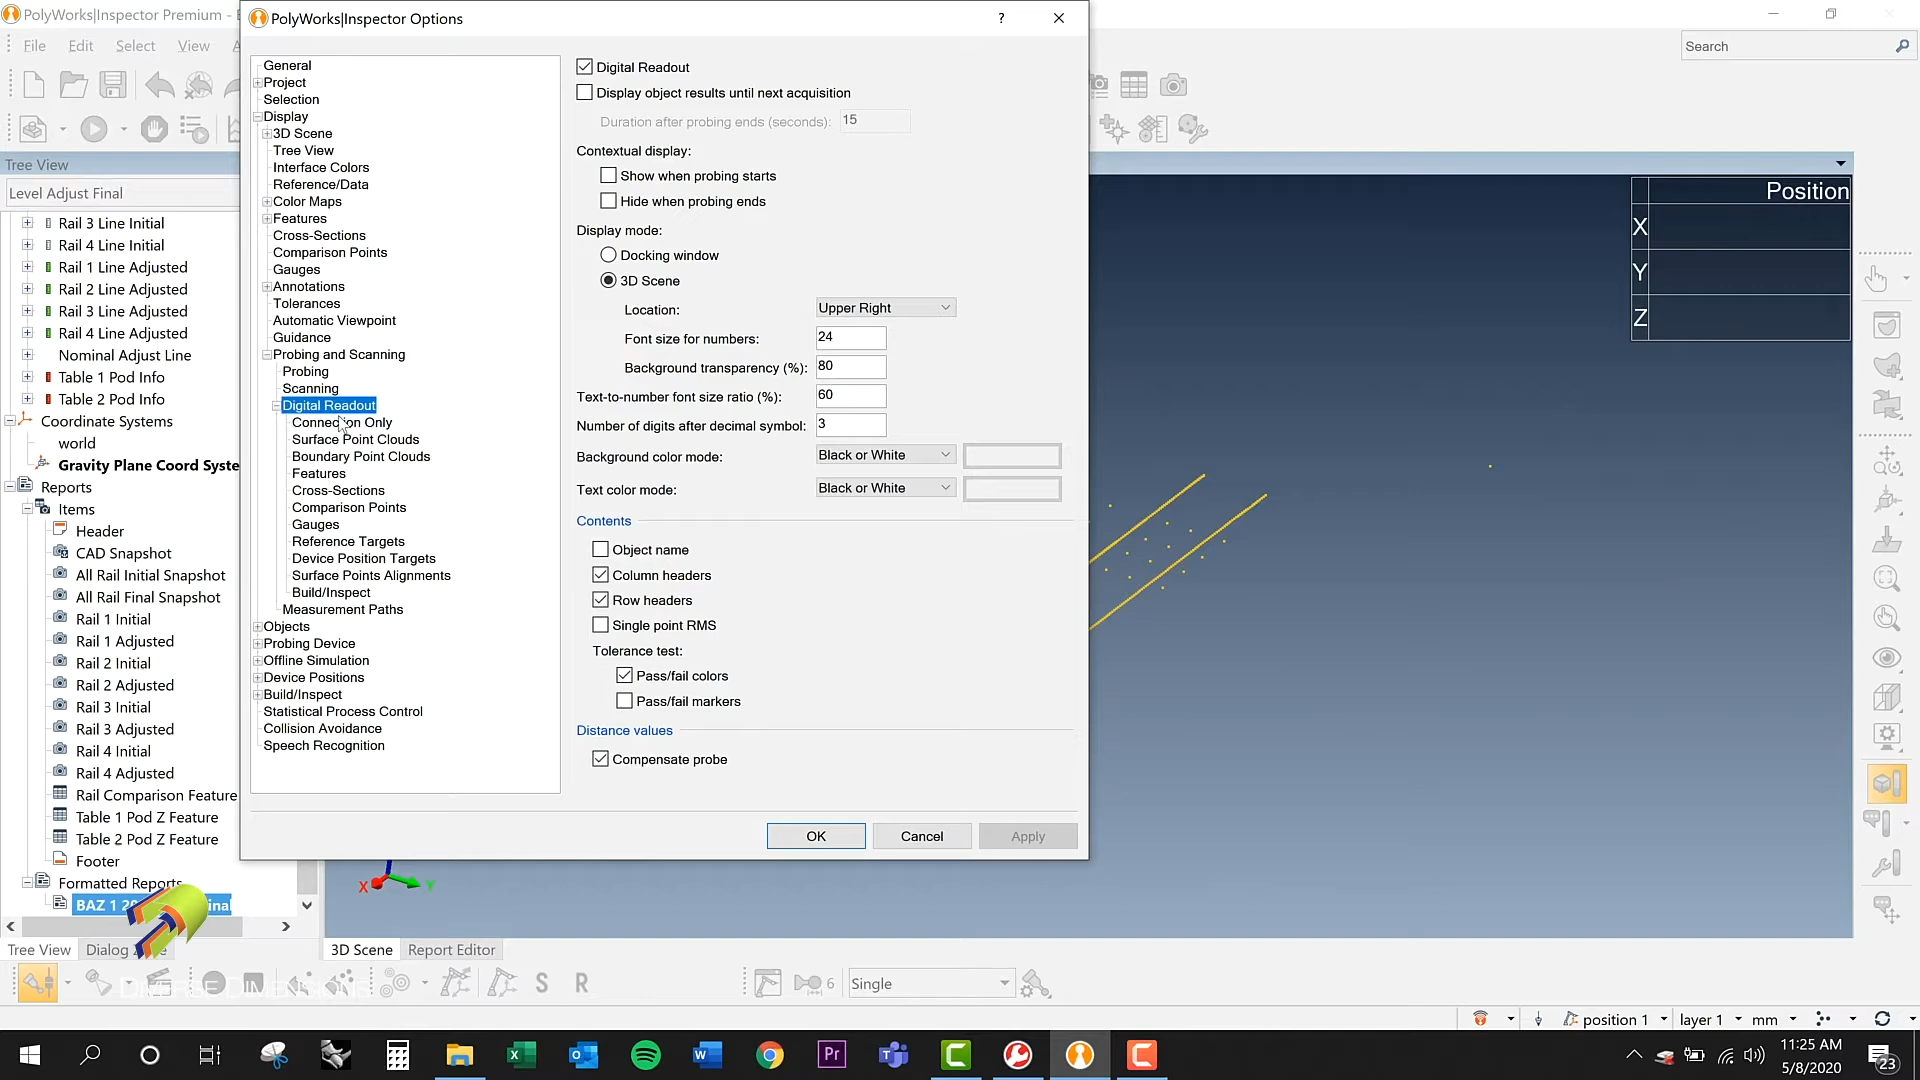 PolyWorks|Inspector Premium -
PolyWorks|Inspector Options
?
File Edit Select View
Search
Tree View
Level Adjust Final
Rail 3 Line Initial
Rail 4 Line Initial
Rail 1 Line Adjusted
Rail 2 Line Adjusted
Rail 3 Line Adjusted
Rail 4 Line Adjusted
Nominal Adjust Line
Table 1 Pod Info
Table 2 Pod Info
Coordinate Systems
world
Gravity Plane Coord Syste
Reports
Items
Header
CAD Snapshot
All Rail Initial Snapshot
All Rail Final Snapshot
Rail 1 Initial
Rail 1 Adjusted
Rail 2 Initial
Rail 2 Adjusted
Rail 3 Initial
Rail 3 Adjusted
Rail 4 Initial
Rail 4 Adjusted
Rail Comparison Feature
Table 1 Pod Z Feature
Table 2 Pod Z Feature
Footer
Formatted Reports
BAZ 1
Tree View Dialog
General
Project
Selection
Display
3D Scene
Tree View
Interface Colors
Reference/Data
Color Maps
Features
Cross-Sections
Comparison Points
Gauges
Annotations
Tolerances
Automatic Viewpoint
Guidance
Probing and Scanning
Probing
Scanning
Digital Readout
Connection Only
Surface Point Clouds
Boundary Point Clouds
Features
Cross-Sections
Comparison Points
Gauges
Reference Targets
Device Position Targets
Surface Points Alignments
Build/Inspect
Measurement Paths
Objects
Probing Device
Offline Simulation
Device Positions
Build/Inspect
Statistical Process Control
Collision Avoidance
Speech Recognition
Digital Readout
Display object results until next acquisition
Duration after probing ends (seconds): 15
Contextual display:
Show when probing starts
Hide when probing ends
Display mode:
Docking window
3D Scene
Location: Upper Right
Font size for numbers: 24
Background transparency (%): 80
Text-to-number font size ratio (%): 60
Number of digits after decimal symbol: 3
Background color mode: Black or White
Text color mode: Black or White
Contents
Object name
Column headers
Row headers
Single point RMS
Tolerance test:
Pass/fail colors
Pass/fail markers
Distance values
Compensate probe
OK Cancel Apply
Position
X
Y
Z
X Y
3D Scene Report Editor
DIVERSE DIMENSIONS
S R
6 Single
position 1 layer 1 mm
Pr
11:25 AM
5/8/2020
23